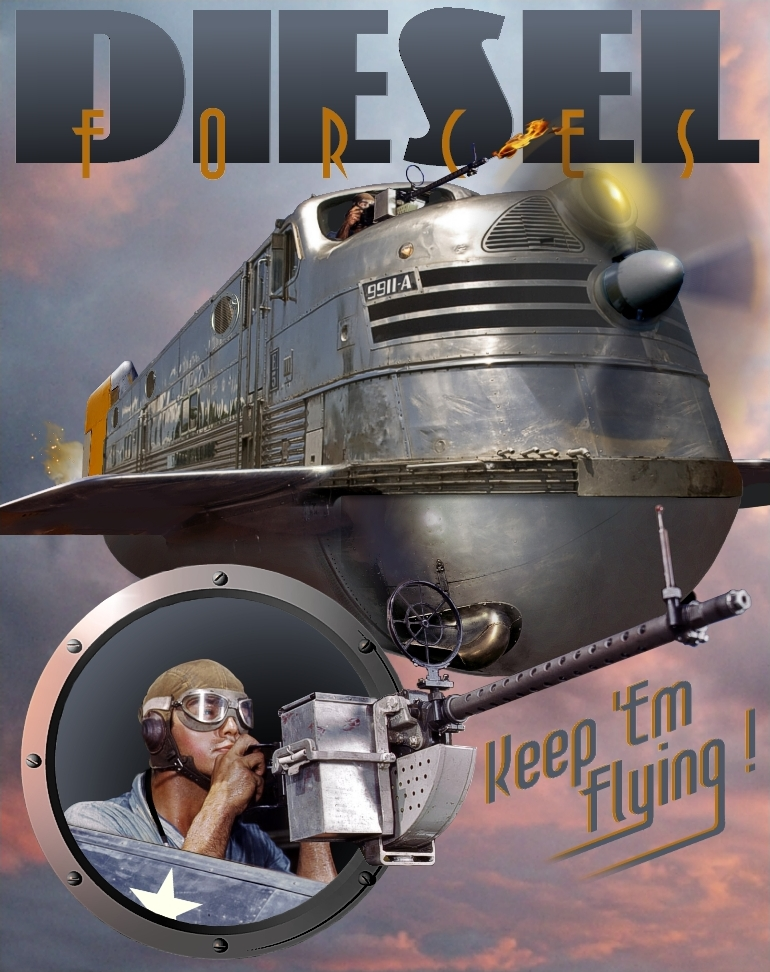 DIESEL
FORCES
9911-A
Keep 'Em
Flying!